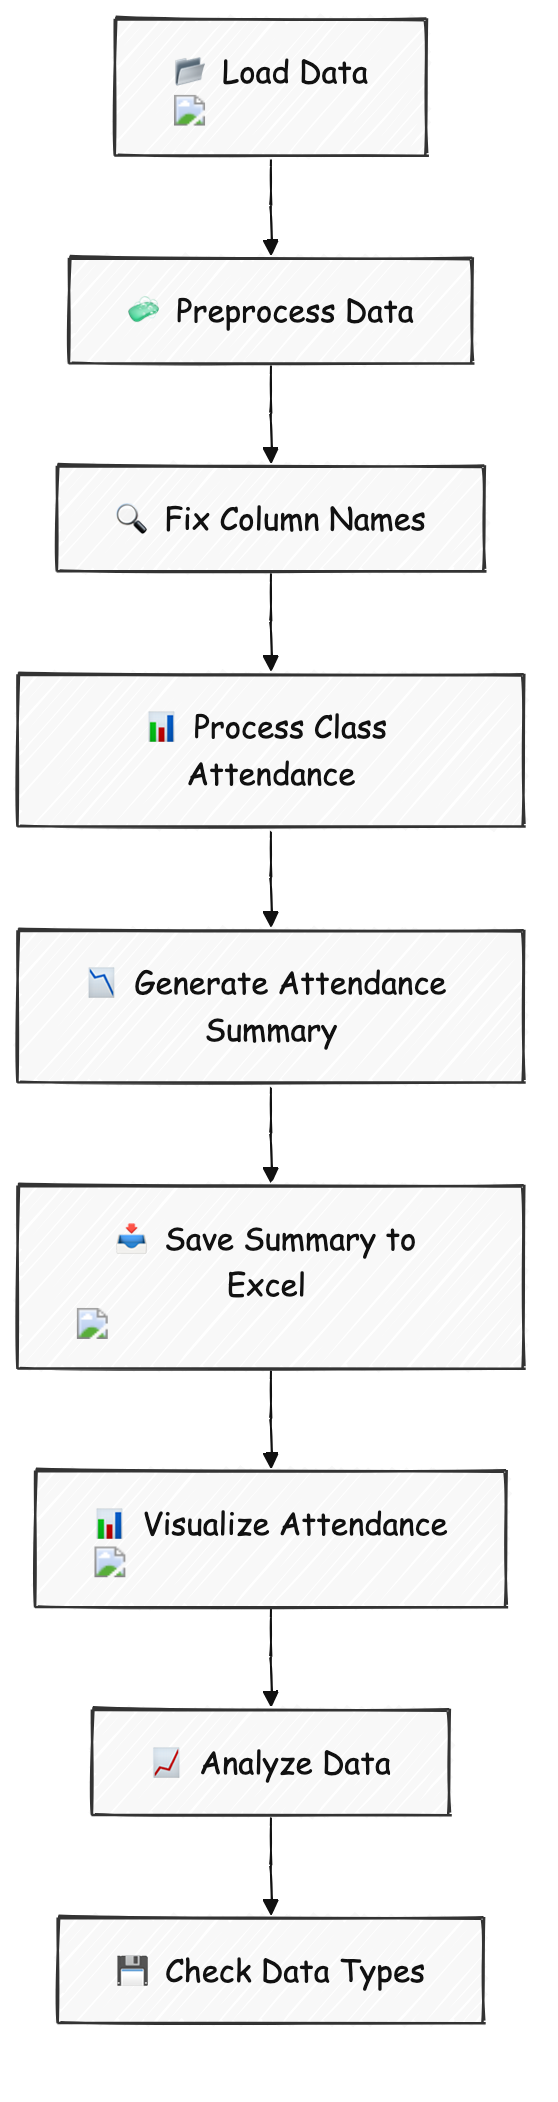 Load Data
Preprocess Data
Fix Column Names
Process Class
Attendance
Generate Attendance
Summary
Save Summary to
Excel
Visualize Attendance
Analyze Data
Check Data Types